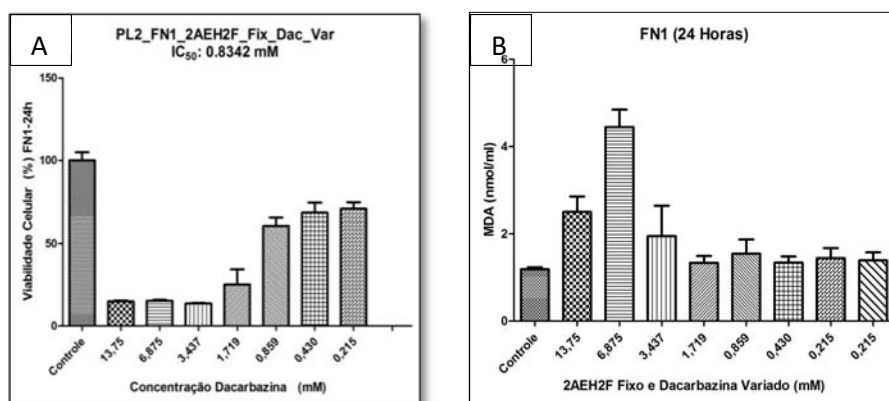 A
PL2_FN1_2AEH2F_Fix_Dac_Var
IC50: 0.8342 mM
Viabilidade Celular (%) FN1-24h
150
100
50
0
Controle
13,75
6,875
3,437
1,719
0,859
0,430
0,215
Concentração Dacarbazina (mM)
B
FN1 (24 Horas)
MDA (nmol/ml)
6
4
2
0
Controle
13,75
6,875
3,437
1,719
0,859
0,430
0,215
0,215
2AEH2F Fixo e Dacarbazina Variado (mM)